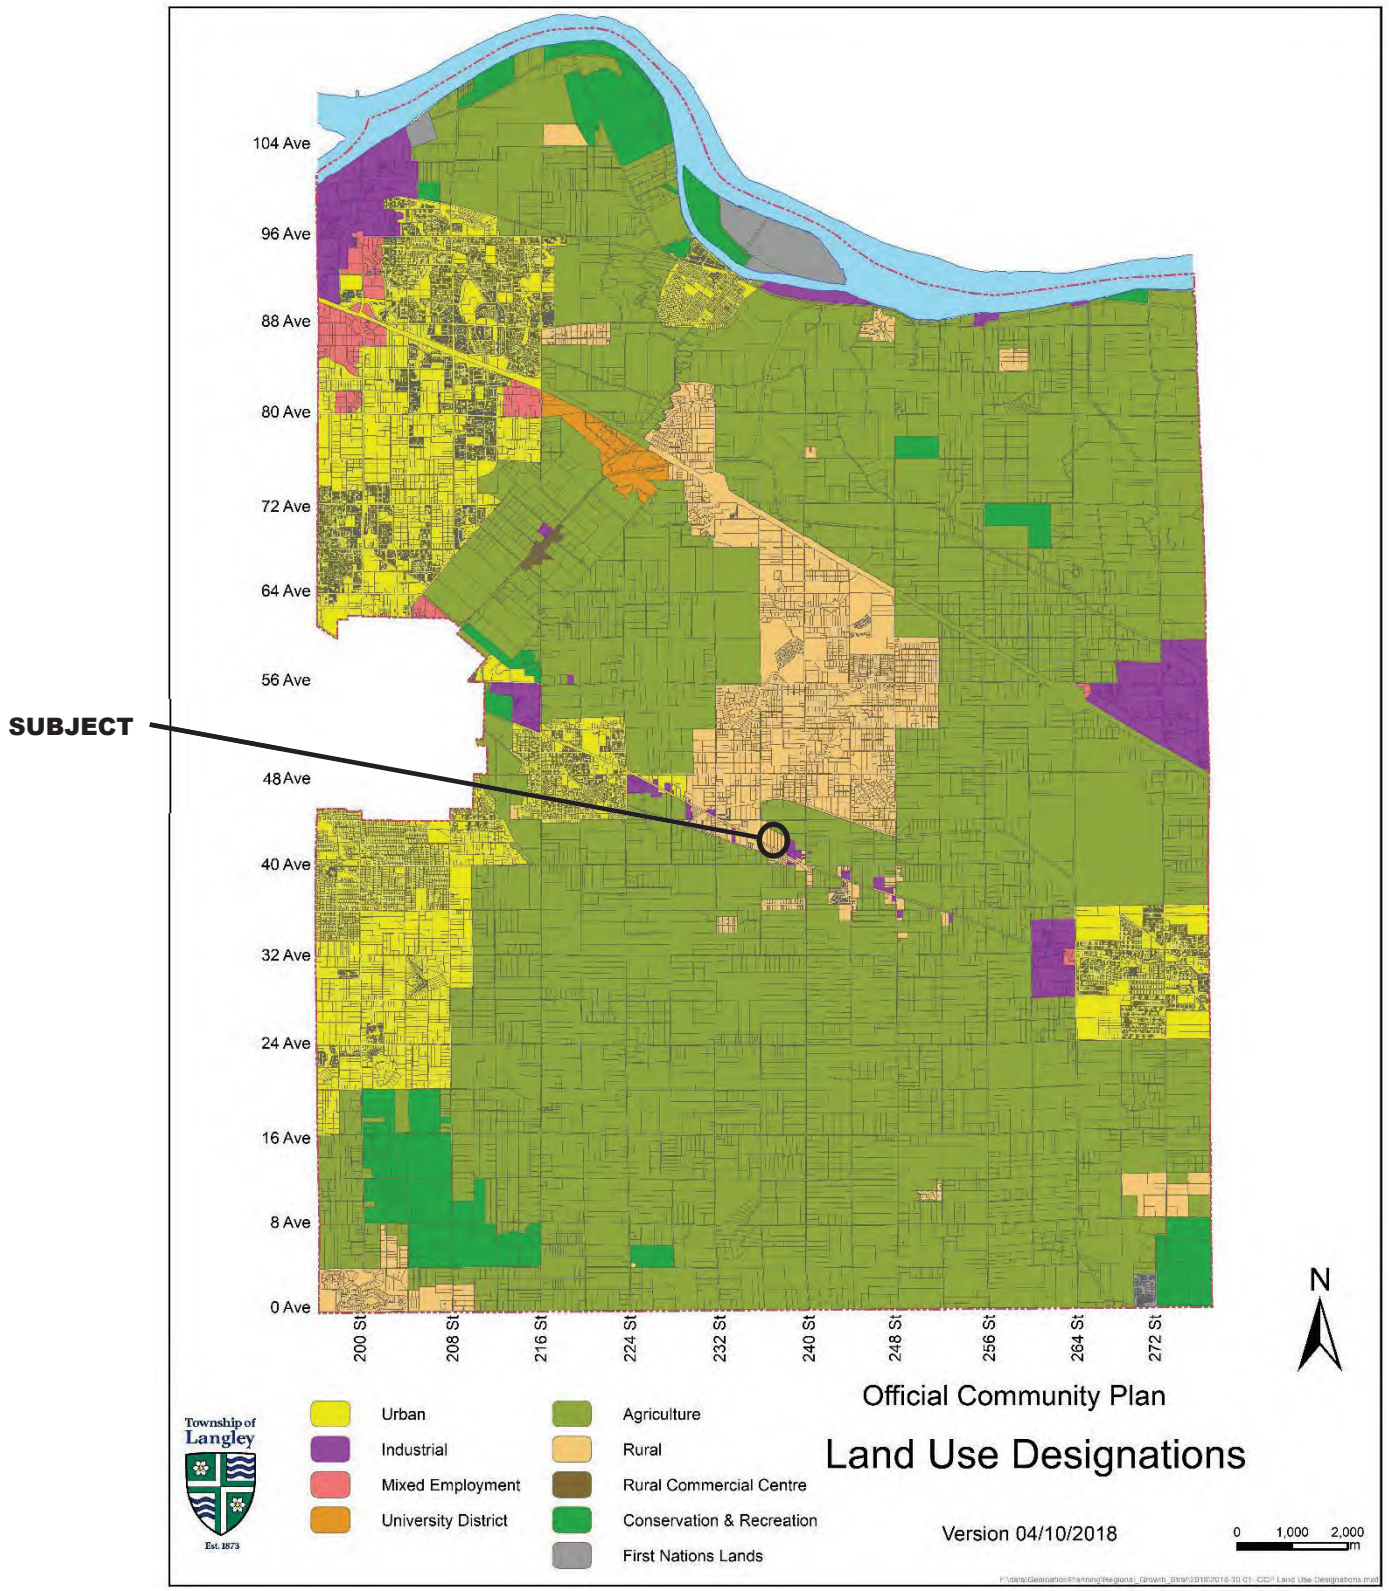 104 Ave
96 Ave
88 Ave
80 Ave
72 Ave
64 Ave
56 Ave
SUBJECT
48 Ave
40 Ave
32 Ave
24 Ave
16 Ave
8 Ave
0 Ave
200 St
208 St
216 St
224 St
232 St
240 St
248 St
256 St
264 St
272 St
N
Official Community Plan
Land Use Designations
Version 04/10/2018
0 1,000 2,000
m
Township of
Langley
Est. 1873
Urban
Industrial
Mixed Employment
University District
Agriculture
Rural
Rural Commercial Centre
Conservation & Recreation
First Nations Lands